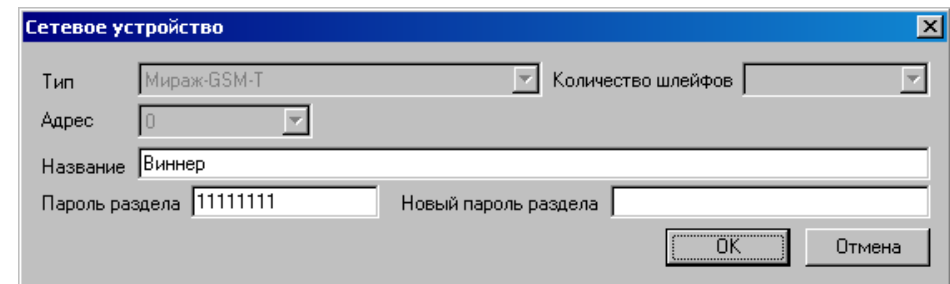 Сетевое устройство
Тип Мираж-GSM-T Количество шлейфов
Адрес 0
Название Виннер
Пароль раздела 11111111 Новый пароль раздела
OK Отмена